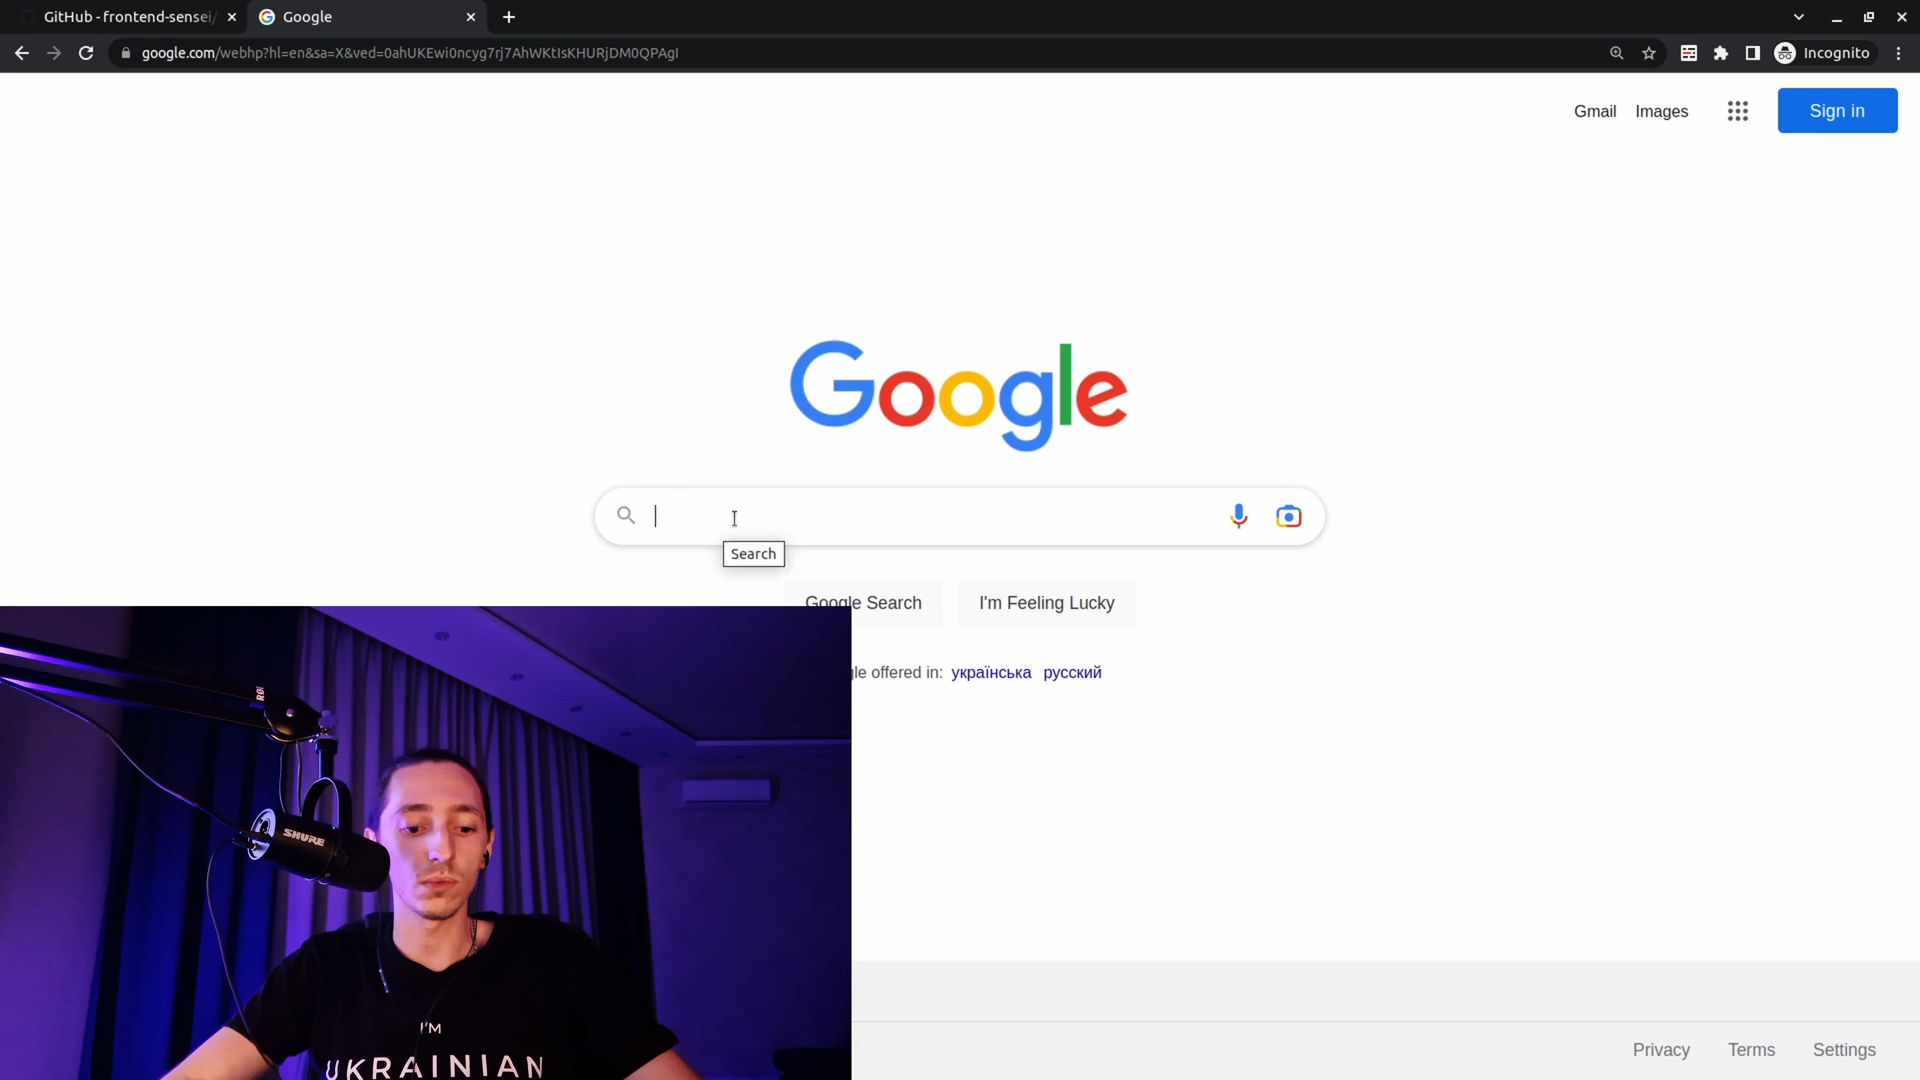 GitHub - frontend-sensei/
Google
google.com/webhp?hl=en&sa=X&ved=0ahUKEwi0ncyg7rj7AhWKtIsKHURjDM0QPAgI
Incognito
Gmail
Images
Sign in
Google
Search
Google Search
I'm Feeling Lucky
gle offered in: українська русский
SHURE
I'M
UKRAINIAN
Privacy
Terms
Settings